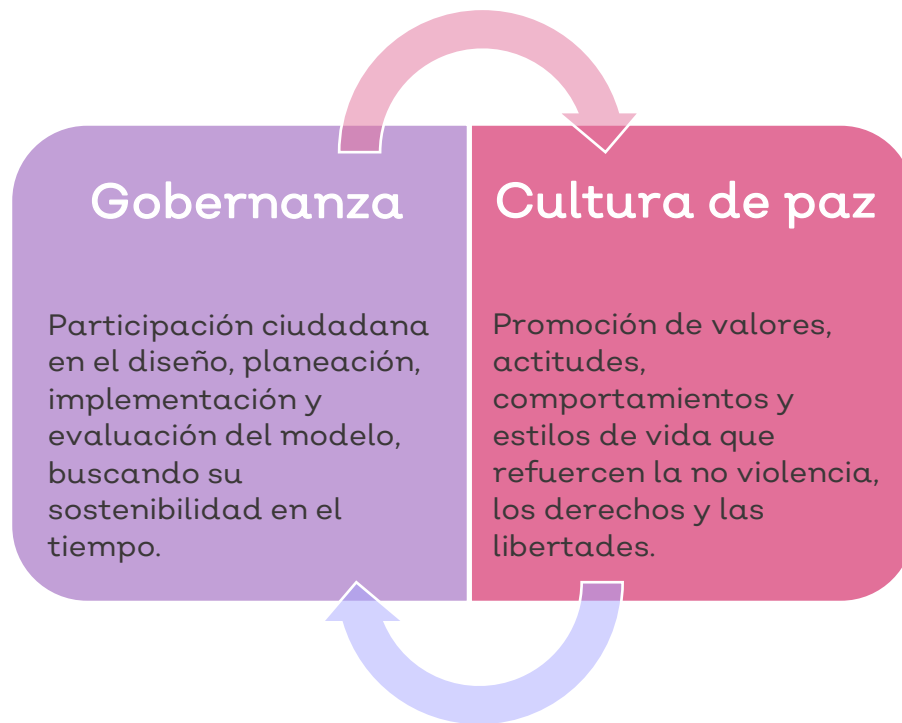 Gobernanza
Participación ciudadana
en el diseño, planeación,
implementación y
evaluación del modelo,
buscando su
sostenibilidad en el
tiempo.
Cultura de paz
Promoción de valores,
actitudes,
comportamientos y
estilos de vida que
refuercen la no violencia,
los derechos y las
libertades.